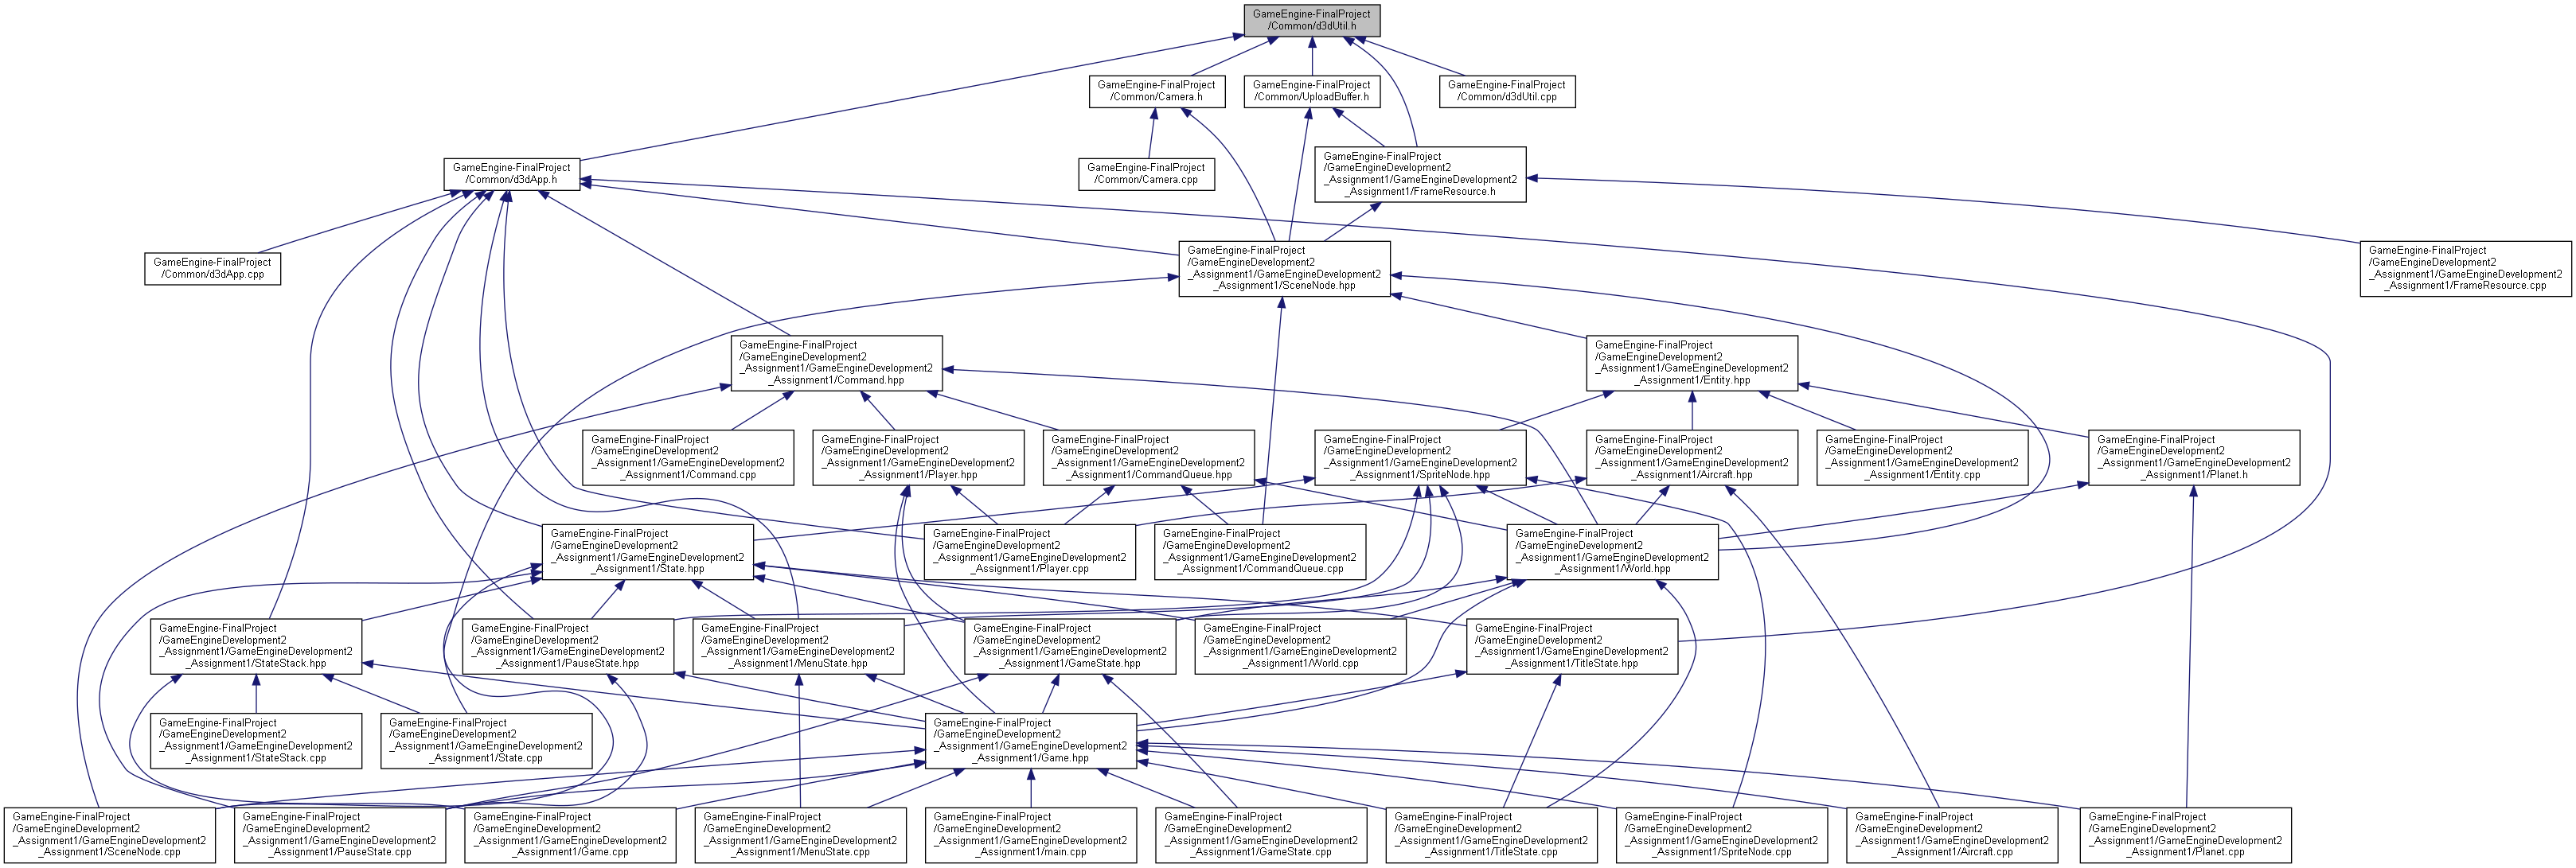 GameEngine-FinalProject
/Common/d3dUtil.h
GameEngine-FinalProject
/Common/Camera.h
GameEngine-FinalProject
/Common/UploadBuffer.h
GameEngine-FinalProject
/Common/d3dUtil.cpp
GameEngine-FinalProject
/Common/d3dApp.h
GameEngine-FinalProject
/Common/Camera.cpp
GameEngine-FinalProject
/GameEngineDevelopment2
_Assignment1/GameEngineDevelopment2
_Assignment1/FrameResource.h
GameEngine-FinalProject
/Common/d3dApp.cpp
GameEngine-FinalProject
/GameEngineDevelopment2
_Assignment1/GameEngineDevelopment2
_Assignment1/SceneNode.hpp
GameEngine-FinalProject
/GameEngineDevelopment2
_Assignment1/GameEngineDevelopment2
_Assignment1/FrameResource.cpp
GameEngine-FinalProject
/GameEngineDevelopment2
_Assignment1/GameEngineDevelopment2
_Assignment1/Command.hpp
GameEngine-FinalProject
/GameEngineDevelopment2
_Assignment1/GameEngineDevelopment2
_Assignment1/Entity.hpp
GameEngine-FinalProject
/GameEngineDevelopment2
_Assignment1/GameEngineDevelopment2
_Assignment1/Command.cpp
GameEngine-FinalProject
/GameEngineDevelopment2
_Assignment1/GameEngineDevelopment2
_Assignment1/Player.hpp
GameEngine-FinalProject
/GameEngineDevelopment2
_Assignment1/GameEngineDevelopment2
_Assignment1/CommandQueue.hpp
GameEngine-FinalProject
/GameEngineDevelopment2
_Assignment1/GameEngineDevelopment2
_Assignment1/SpriteNode.hpp
GameEngine-FinalProject
/GameEngineDevelopment2
_Assignment1/GameEngineDevelopment2
_Assignment1/Aircraft.hpp
GameEngine-FinalProject
/GameEngineDevelopment2
_Assignment1/GameEngineDevelopment2
_Assignment1/Entity.cpp
GameEngine-FinalProject
/GameEngineDevelopment2
_Assignment1/GameEngineDevelopment2
_Assignment1/Planet.h
GameEngine-FinalProject
/GameEngineDevelopment2
_Assignment1/GameEngineDevelopment2
_Assignment1/State.hpp
GameEngine-FinalProject
/GameEngineDevelopment2
_Assignment1/GameEngineDevelopment2
_Assignment1/Player.cpp
GameEngine-FinalProject
/GameEngineDevelopment2
_Assignment1/GameEngineDevelopment2
_Assignment1/CommandQueue.cpp
GameEngine-FinalProject
/GameEngineDevelopment2
_Assignment1/GameEngineDevelopment2
_Assignment1/World.hpp
GameEngine-FinalProject
/GameEngineDevelopment2
_Assignment1/GameEngineDevelopment2
_Assignment1/StateStack.hpp
GameEngine-FinalProject
/GameEngineDevelopment2
_Assignment1/GameEngineDevelopment2
_Assignment1/PauseState.hpp
GameEngine-FinalProject
/GameEngineDevelopment2
_Assignment1/GameEngineDevelopment2
_Assignment1/MenuState.hpp
GameEngine-FinalProject
/GameEngineDevelopment2
_Assignment1/GameEngineDevelopment2
_Assignment1/GameState.hpp
GameEngine-FinalProject
/GameEngineDevelopment2
_Assignment1/GameEngineDevelopment2
_Assignment1/World.cpp
GameEngine-FinalProject
/GameEngineDevelopment2
_Assignment1/GameEngineDevelopment2
_Assignment1/TitleState.hpp
GameEngine-FinalProject
/GameEngineDevelopment2
_Assignment1/GameEngineDevelopment2
_Assignment1/StateStack.cpp
GameEngine-FinalProject
/GameEngineDevelopment2
_Assignment1/GameEngineDevelopment2
_Assignment1/State.cpp
GameEngine-FinalProject
/GameEngineDevelopment2
_Assignment1/GameEngineDevelopment2
_Assignment1/Game.hpp
GameEngine-FinalProject
/GameEngineDevelopment2
_Assignment1/GameEngineDevelopment2
_Assignment1/SceneNode.cpp
GameEngine-FinalProject
/GameEngineDevelopment2
_Assignment1/GameEngineDevelopment2
_Assignment1/PauseState.cpp
GameEngine-FinalProject
/GameEngineDevelopment2
_Assignment1/GameEngineDevelopment2
_Assignment1/Game.cpp
GameEngine-FinalProject
/GameEngineDevelopment2
_Assignment1/GameEngineDevelopment2
_Assignment1/MenuState.cpp
GameEngine-FinalProject
/GameEngineDevelopment2
_Assignment1/GameEngineDevelopment2
_Assignment1/main.cpp
GameEngine-FinalProject
/GameEngineDevelopment2
_Assignment1/GameEngineDevelopment2
_Assignment1/GameState.cpp
GameEngine-FinalProject
/GameEngineDevelopment2
_Assignment1/GameEngineDevelopment2
_Assignment1/TitleState.cpp
GameEngine-FinalProject
/GameEngineDevelopment2
_Assignment1/GameEngineDevelopment2
_Assignment1/SpriteNode.cpp
GameEngine-FinalProject
/GameEngineDevelopment2
_Assignment1/GameEngineDevelopment2
_Assignment1/Aircraft.cpp
GameEngine-FinalProject
/GameEngineDevelopment2
_Assignment1/GameEngineDevelopment2
_Assignment1/Planet.cpp